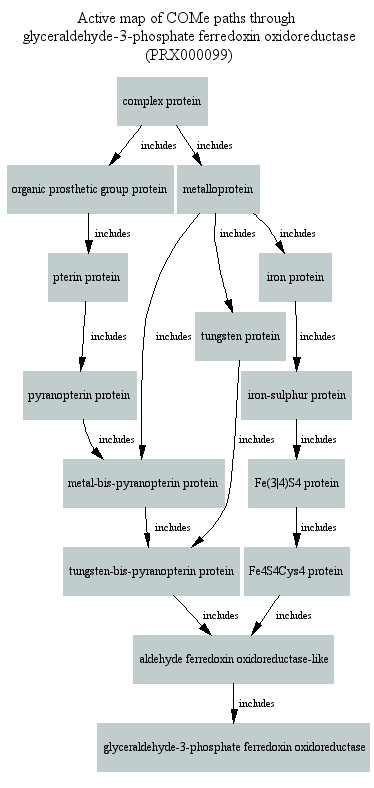 Active map of COMe paths through
glyceraldehyde-3-phosphate ferredoxin oxidoreductase
(PRX000099)
complex protein
includes
includes
organic prosthetic group protein
metalloprotein
includes
includes
includes
pterin protein
iron protein
includes
includes
tungsten protein
includes
pyranopterin protein
iron-sulphur protein
includes
includes
includes
metal-bis-pyranopterin protein
Fe(3|4)S4 protein
includes
includes
tungsten-bis-pyranopterin protein
Fe4S4Cys4 protein
includes
includes
aldehyde ferredoxin oxidoreductase-like
includes
glyceraldehyde-3-phosphate ferredoxin oxidoreductase